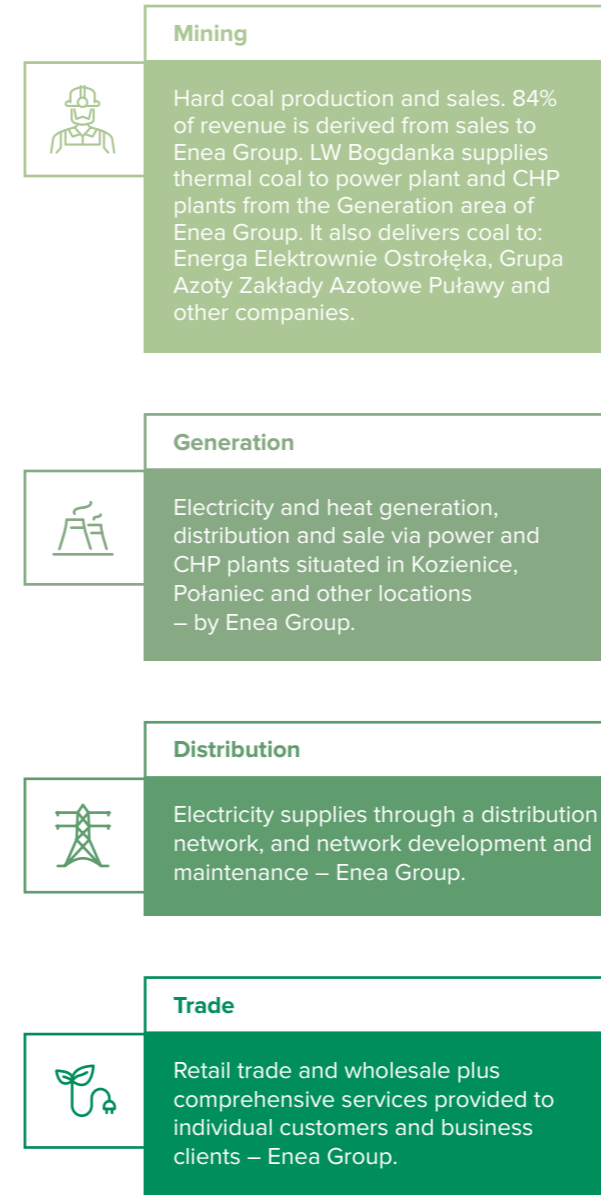 Mining
Hard coal production and sales. 84%
of revenue is derived from sales to
Enea Group. LW Bogdanka supplies
thermal coal to power plant and CHP
plants from the Generation area of
Enea Group. It also delivers coal to:
Energa Elektrownie Ostrołęka, Grupa
Azoty Zakłady Azotowe Puławy and
other companies.
Generation
Electricity and heat generation,
distribution and sale via power and
CHP plants situated in Kozienice,
Połaniec and other locations
– by Enea Group.
Distribution
Electricity supplies through a distribution
network, and network development and
maintenance – Enea Group.
Trade
Retail trade and wholesale plus
comprehensive services provided to
individual customers and business
clients – Enea Group.